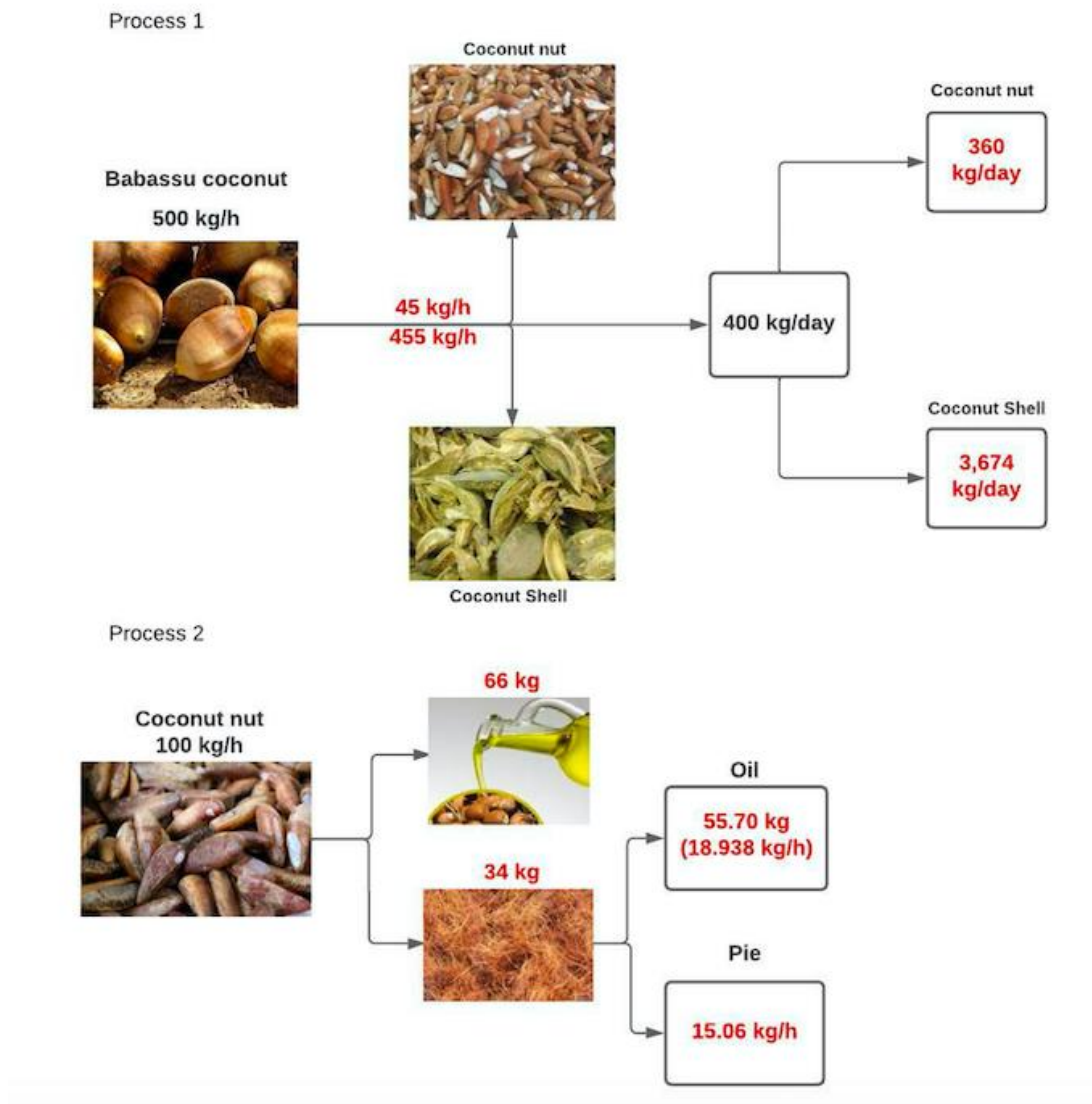 Process 1
Coconut nut
Babassu coconut
500 kg/h
45 kg/h
455 kg/h
Coconut Shell
400 kg/day
Coconut nut
360
kg/day
Coconut Shell
3,674
kg/day
Process 2
Coconut nut
100 kg/h
66 kg
34 kg
Oil
55.70 kg
(18.938 kg/h)
Pie
15.06 kg/h